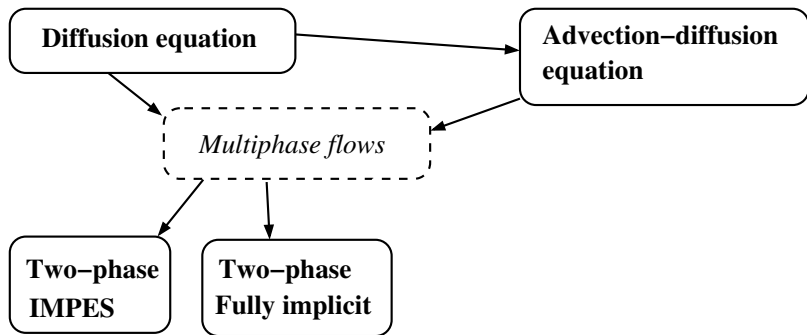 Diffusion equation
Advection−diffusion
equation
Multiphase flows
Two−phase
IMPES
Two−phase
Fully implicit